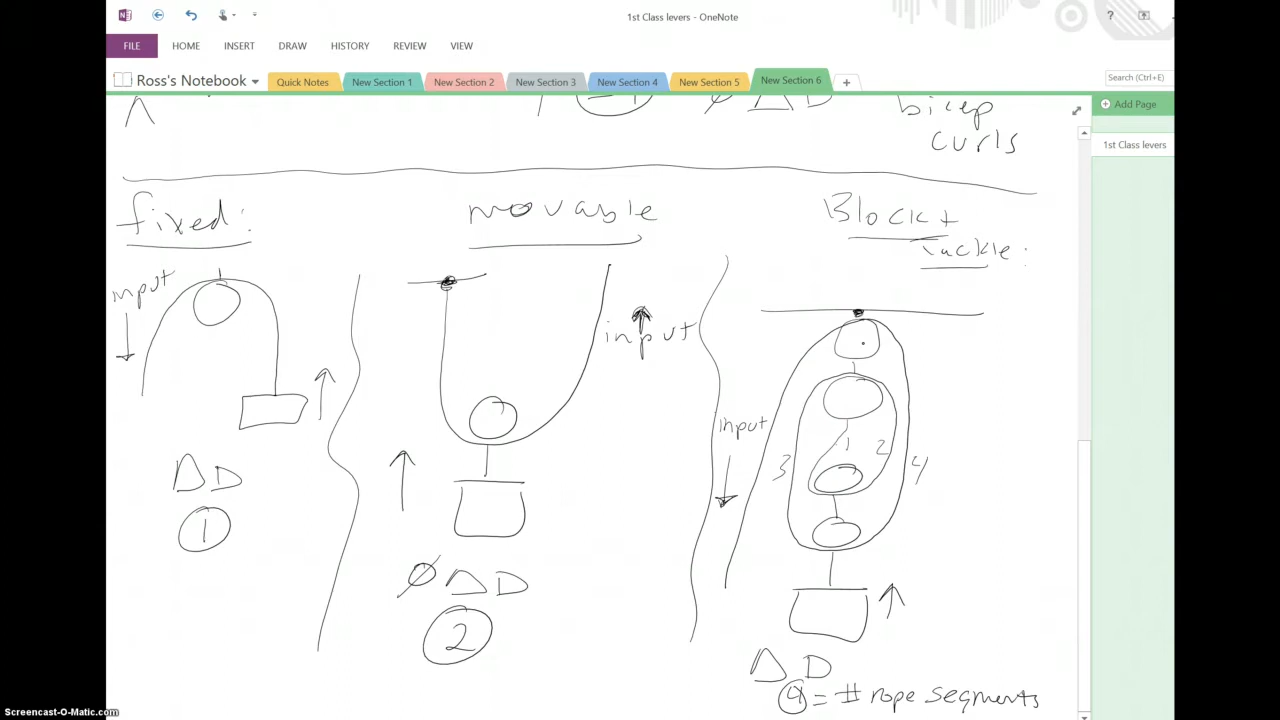 1st Class levers - OneNote
?
FILE HOME INSERT DRAW HISTORY REVIEW VIEW
Ross's Notebook Quick Notes New Section 1 New Section 2 New Section 3 New Section 4 New Section 5 New Section 6 + Search (Ctrl+E)
Add Page
1st Class levers
Δ D
bicep
curls
fixed:
movable
Block +
tackle:
input
input
input
1 2
3 4
Δ D
1
Ø Δ D
2
Δ D
4 = # rope segments
Screencast-O-Matic.com